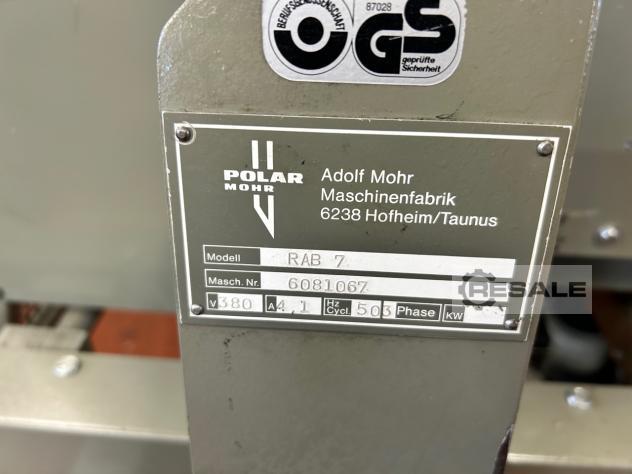 BERUFSGENOSSENSCHAFT
87028
GS
geprüfte
Sicherheit
POLAR
MOHR
Adolf Mohr
Maschinenfabrik
6238 Hofheim/Taunus
Modell RAB 7
Masch. Nr. 6081067
V 380 A 4,1 Hz Cycl. 50 3 Phase KW
RESALE